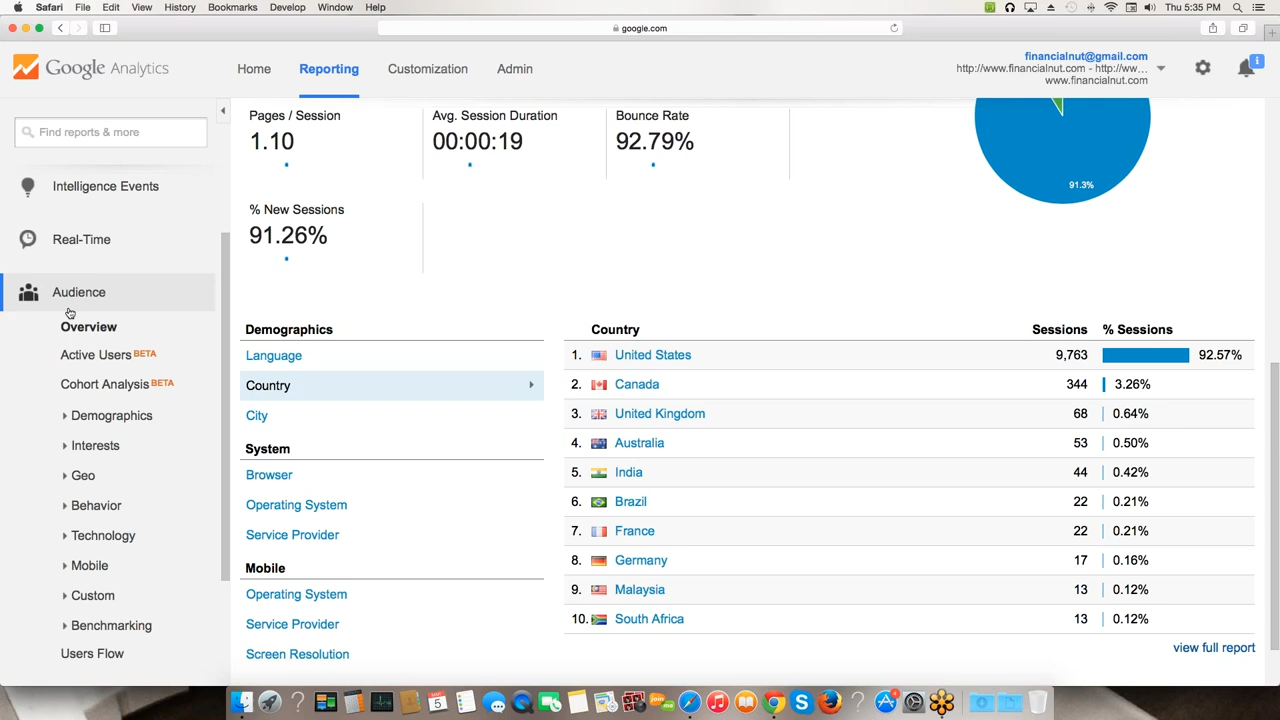 Safari File Edit View History Bookmarks Develop Window Help Thu 5:35 PM
google.com
Google Analytics Home Reporting Customization Admin
financialnut@gmail.com
http://www.financialnut.com - http://ww...
www.financialnut.com
Find reports & more
Intelligence Events
Real-Time
Audience
Overview
Active Users BETA
Cohort Analysis BETA
Demographics
Interests
Geo
Behavior
Technology
Mobile
Custom
Benchmarking
Users Flow
Pages / Session
1.10
Avg. Session Duration
00:00:19
Bounce Rate
92.79%
% New Sessions
91.26%
91.3%
Demographics
Language
Country
City
System
Browser
Operating System
Service Provider
Mobile
Operating System
Service Provider
Screen Resolution
Country Sessions % Sessions
1. United States 9,763 92.57%
2. Canada 344 3.26%
3. United Kingdom 68 0.64%
4. Australia 53 0.50%
5. India 44 0.42%
6. Brazil 22 0.21%
7. France 22 0.21%
8. Germany 17 0.16%
9. Malaysia 13 0.12%
10. South Africa 13 0.12%
view full report